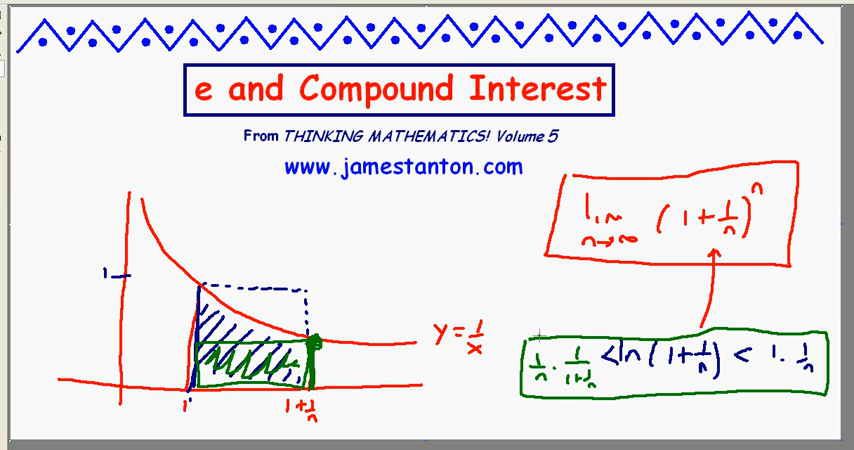 e and Compound Interest
From THINKING MATHEMATICS! Volume 5
www.jamestanton.com
lim n→∞ (1+1/n)^n
1
y = 1/x
1/n · 1/(1+1/n) < ln(1+1/n) < 1 · 1/n
1
1+1/n